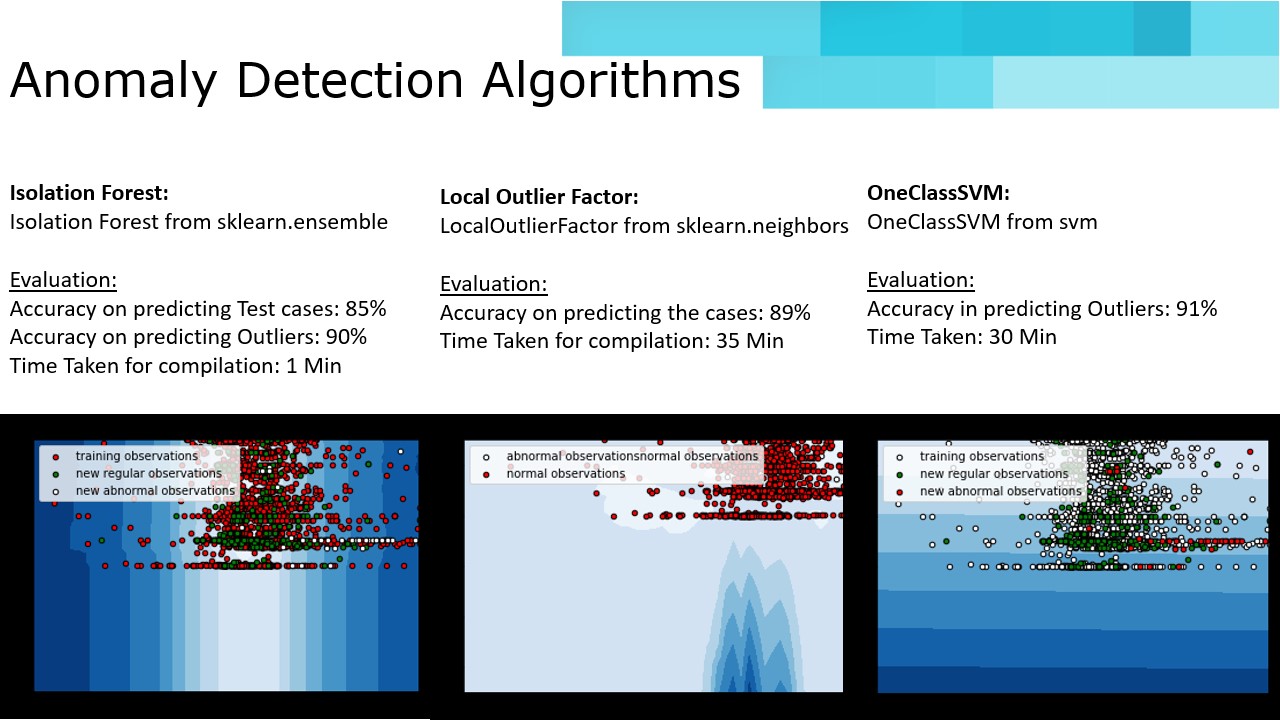 Anomaly Detection Algorithms
Isolation Forest:
Isolation Forest from sklearn.ensemble
Evaluation:
Accuracy on predicting Test cases: 85%
Accuracy on predicting Outliers: 90%
Time Taken for compilation: 1 Min
Local Outlier Factor:
LocalOutlierFactor from sklearn.neighbors
Evaluation:
Accuracy on predicting the cases: 89%
Time Taken for compilation: 35 Min
OneClassSVM:
OneClassSVM from svm
Evaluation:
Accuracy in predicting Outliers: 91%
Time Taken: 30 Min
training observations
new regular observations
new abnormal observations
abnormal observationsnormal observations
normal observations
training observations
new regular observations
new abnormal observations